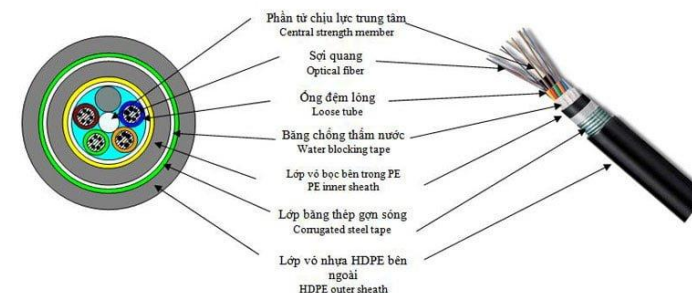 Phần tử chịu lực trung tâm
Central strength member
Sợi quang
Optical fiber
Ống đệm lỏng
Loose tube
Băng chống thấm nước
Water blocking tape
Lớp vỏ bọc bên trong PE
PE inner sheath
Lớp băng thép gợn sóng
Corrugated steel tape
Lớp vỏ nhựa HDPE bên
ngoài
HDPE outer sheath